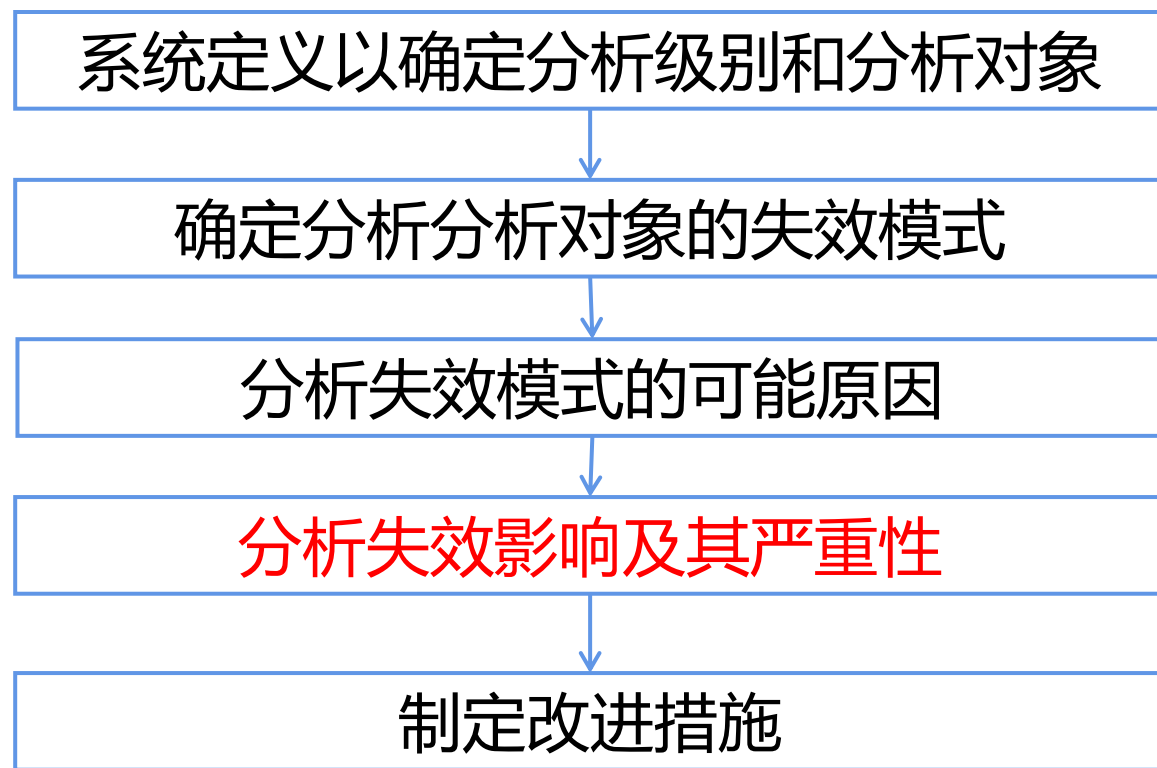 系统定义以确定分析级别和分析对象
确定分析分析对象的失效模式
分析失效模式的可能原因
分析失效影响及其严重性
制定改进措施